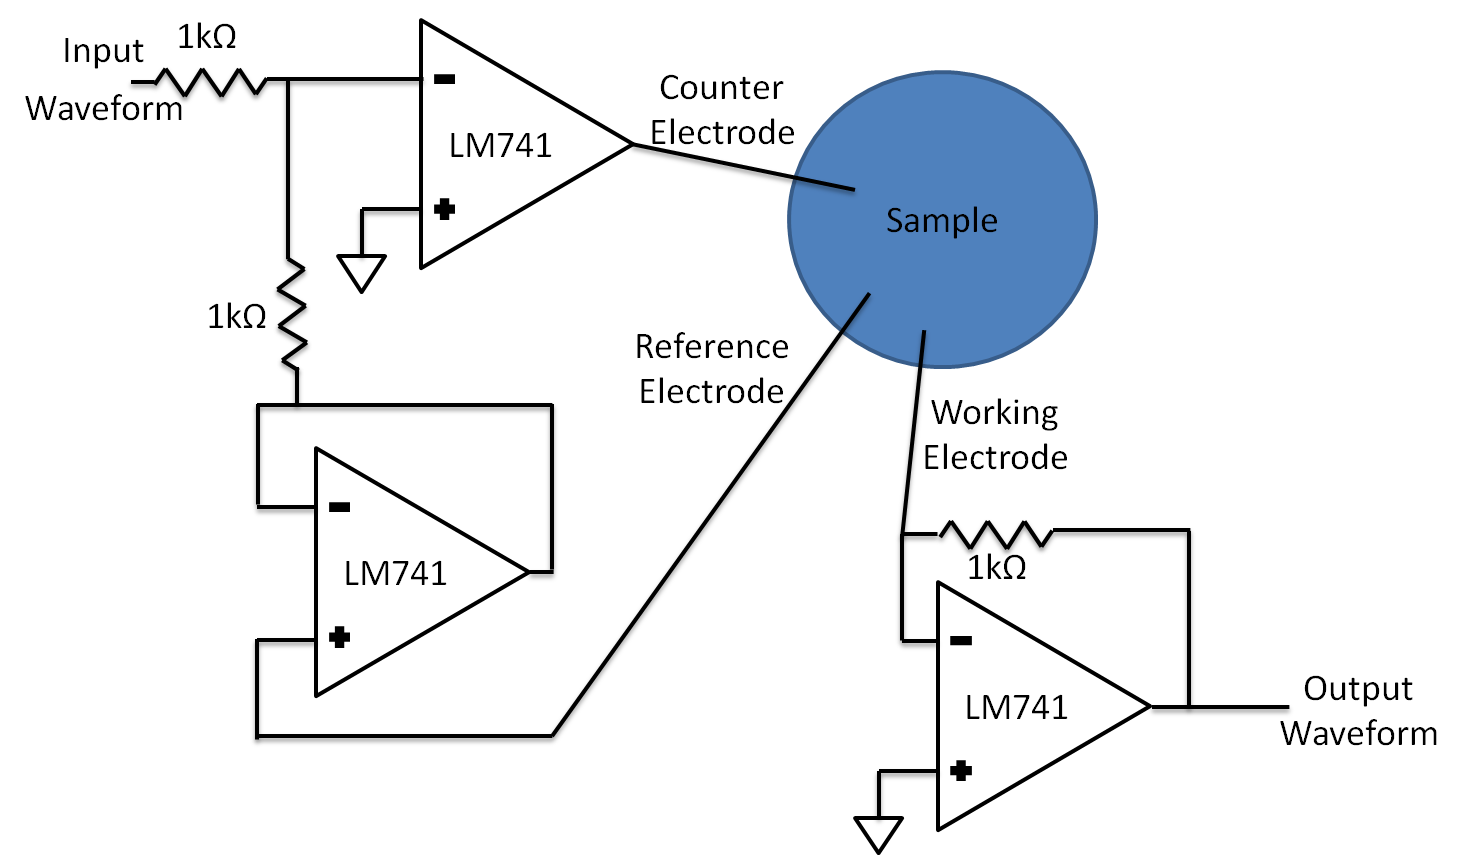 1kΩ
Input
Waveform
LM741
Counter
Electrode
Sample
1kΩ
Reference
Electrode
Working
Electrode
LM741
1kΩ
LM741
Output
Waveform